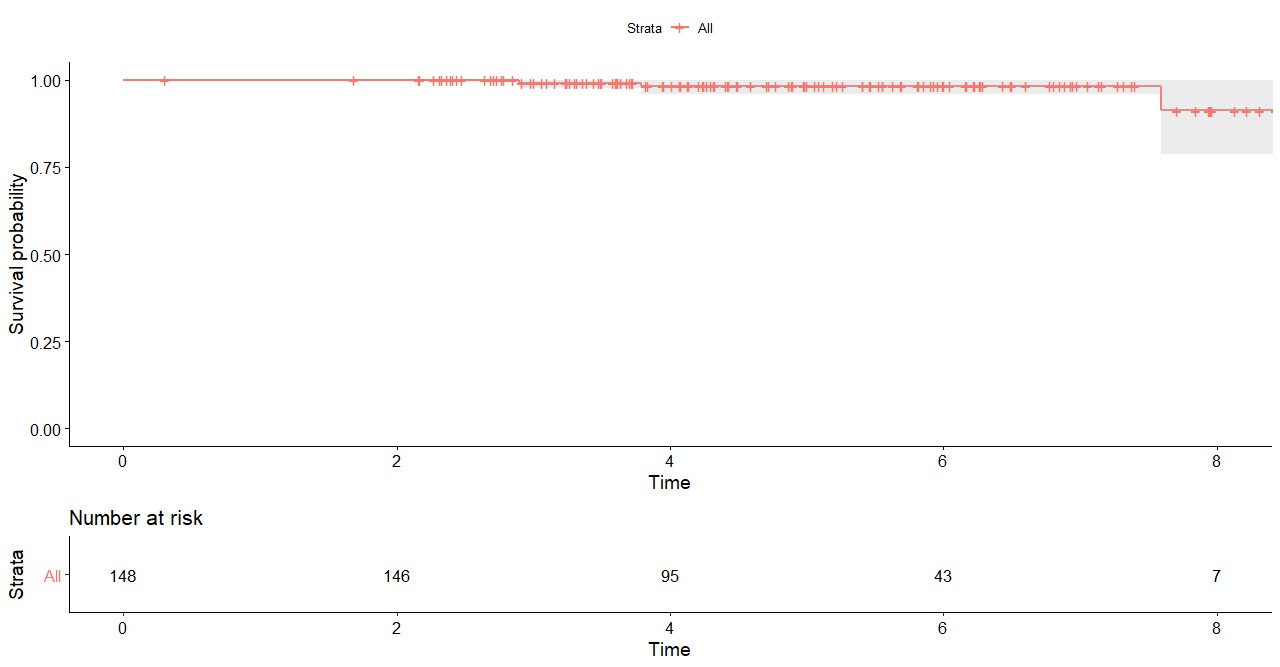 Strata All
1.00
0.75
0.50
0.25
0.00
Survival probability
0 2 4 6 8
Time
Number at risk
Strata
All 148 146 95 43 7
0 2 4 6 8
Time